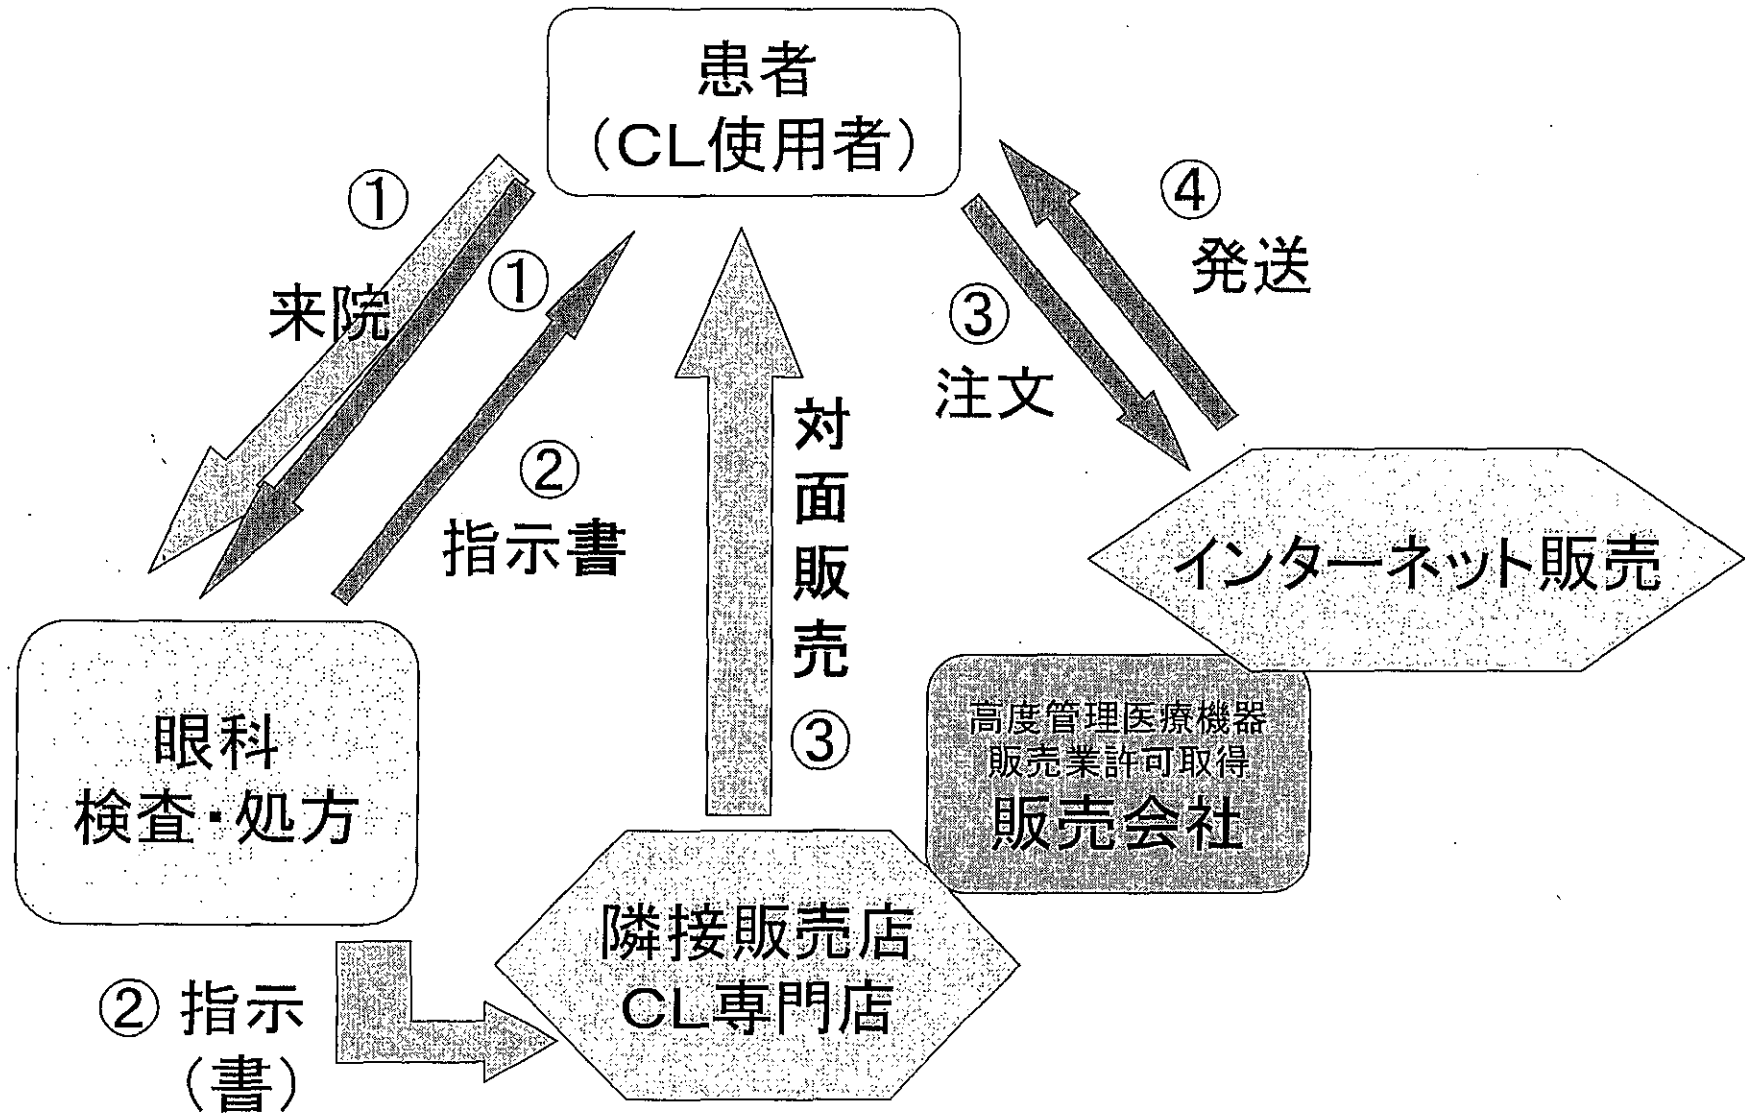 患者
(CL使用者)
①
来院
①
②
指示書
対面販売③
③
注文
④
発送
インターネット販売
高度管理医療機器
販売業許可取得
販売会社
眼科
検査・処方
隣接販売店
CL専門店
②指示
(書)